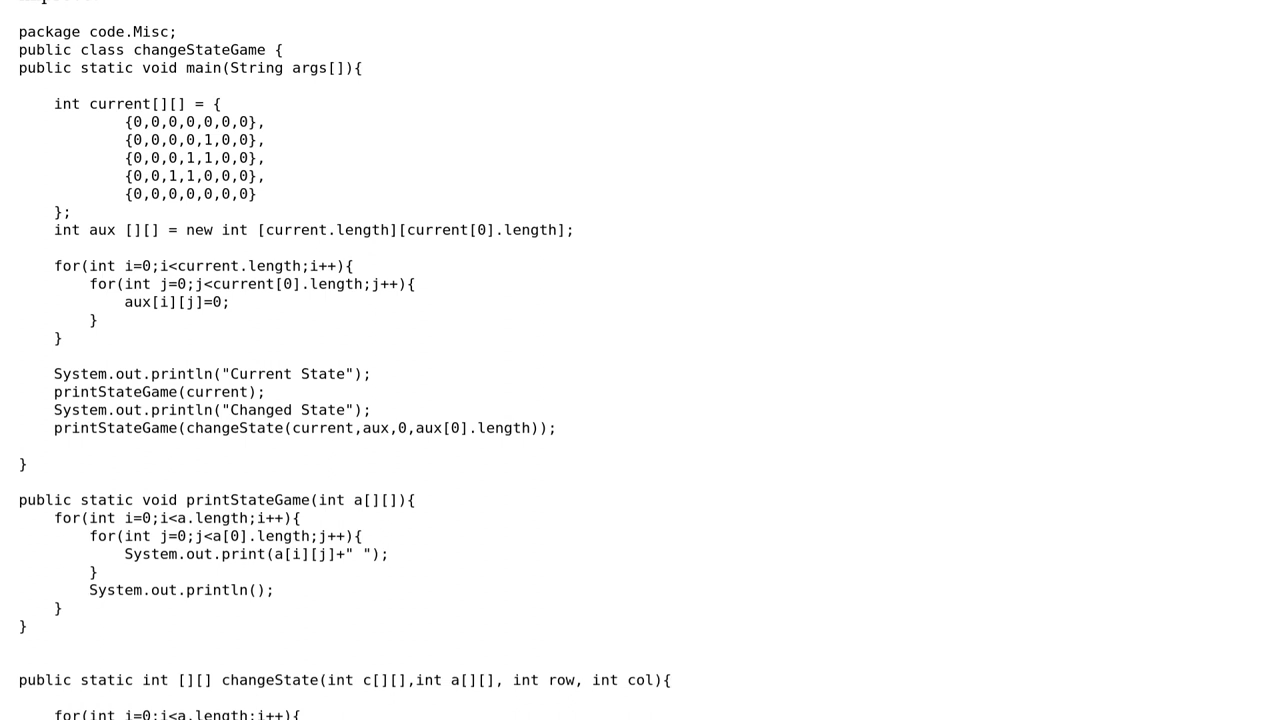 package code.Misc;
public class changeStateGame {
public static void main(String args[]){
    int current[][] = {
            {0,0,0,0,0,0,0},
            {0,0,0,0,1,0,0},
            {0,0,0,1,1,0,0},
            {0,0,1,1,0,0,0},
            {0,0,0,0,0,0,0}
    };
    int aux [][] = new int [current.length][current[0].length];
    for(int i=0;i<current.length;i++){
        for(int j=0;j<current[0].length;j++){
            aux[i][j]=0;
        }
    }
    System.out.println("Current State");
    printStateGame(current);
    System.out.println("Changed State");
    printStateGame(changeState(current,aux,0,aux[0].length));
}
public static void printStateGame(int a[][]){
    for(int i=0;i<a.length;i++){
        for(int j=0;j<a[0].length;j++){
            System.out.print(a[i][j]+" ");
        }
        System.out.println();
    }
}
public static int [][] changeState(int c[][],int a[][], int row, int col){
    for(int i=0;i<a.length;i++){